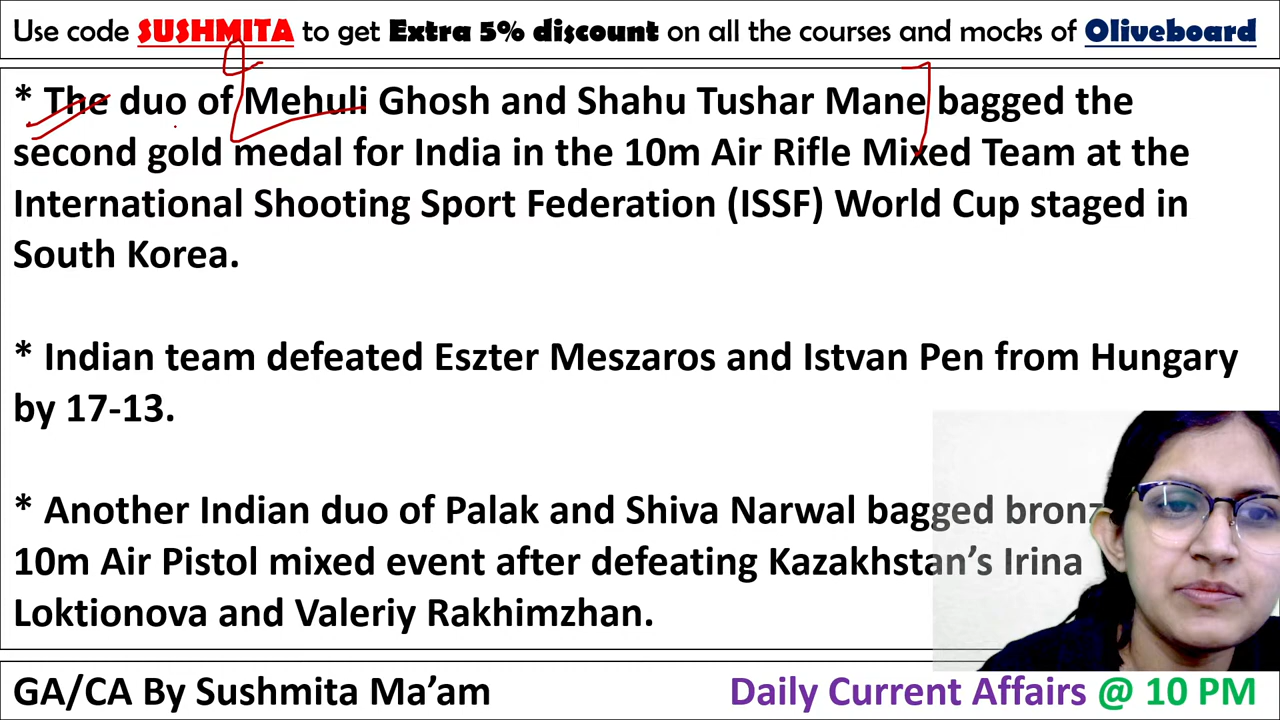 Use code SUSHMITA to get Extra 5% discount on all the courses and mocks of Oliveboard
* The duo of Mehuli Ghosh and Shahu Tushar Mane bagged the
second gold medal for India in the 10m Air Rifle Mixed Team at the
International Shooting Sport Federation (ISSF) World Cup staged in
South Korea.
* Indian team defeated Eszter Meszaros and Istvan Pen from Hungary
by 17-13.
* Another Indian duo of Palak and Shiva Narwal bagged
10m Air Pistol mixed event after defeating Kazakhstan’s Irina
Loktionova and Valeriy Rakhimzhan.
GA/CA By Sushmita Ma’am
Daily Current Affairs @ 10 PM